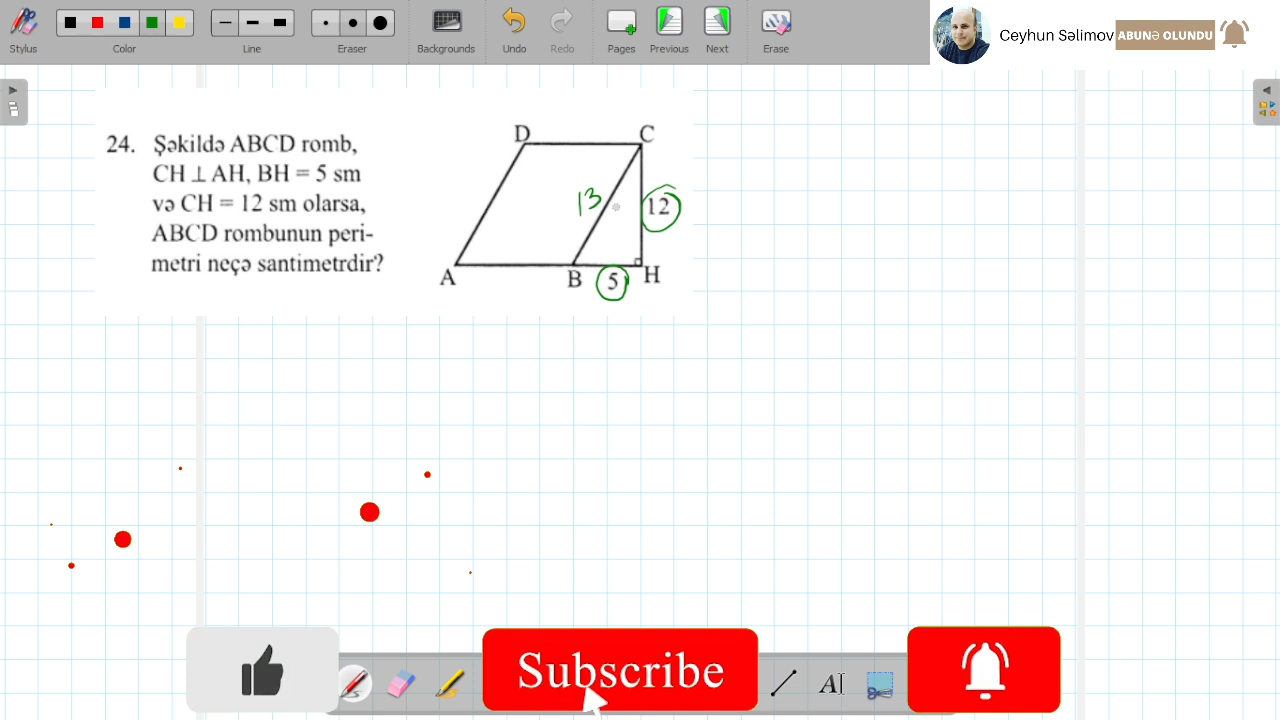 Stylus
Color
Line
Eraser
Backgrounds
Undo
Redo
Pages
Previous
Next
Erase
Ceyhun Səlimov
ABUNƏ OLUNDU
24. Şəkildə ABCD romb,
CH ⊥ AH, BH = 5 sm
və CH = 12 sm olarsa,
ABCD rombunun peri-
metri neçə santimetrdir?
D C
13 12
A B 5 H
Subscribe
A